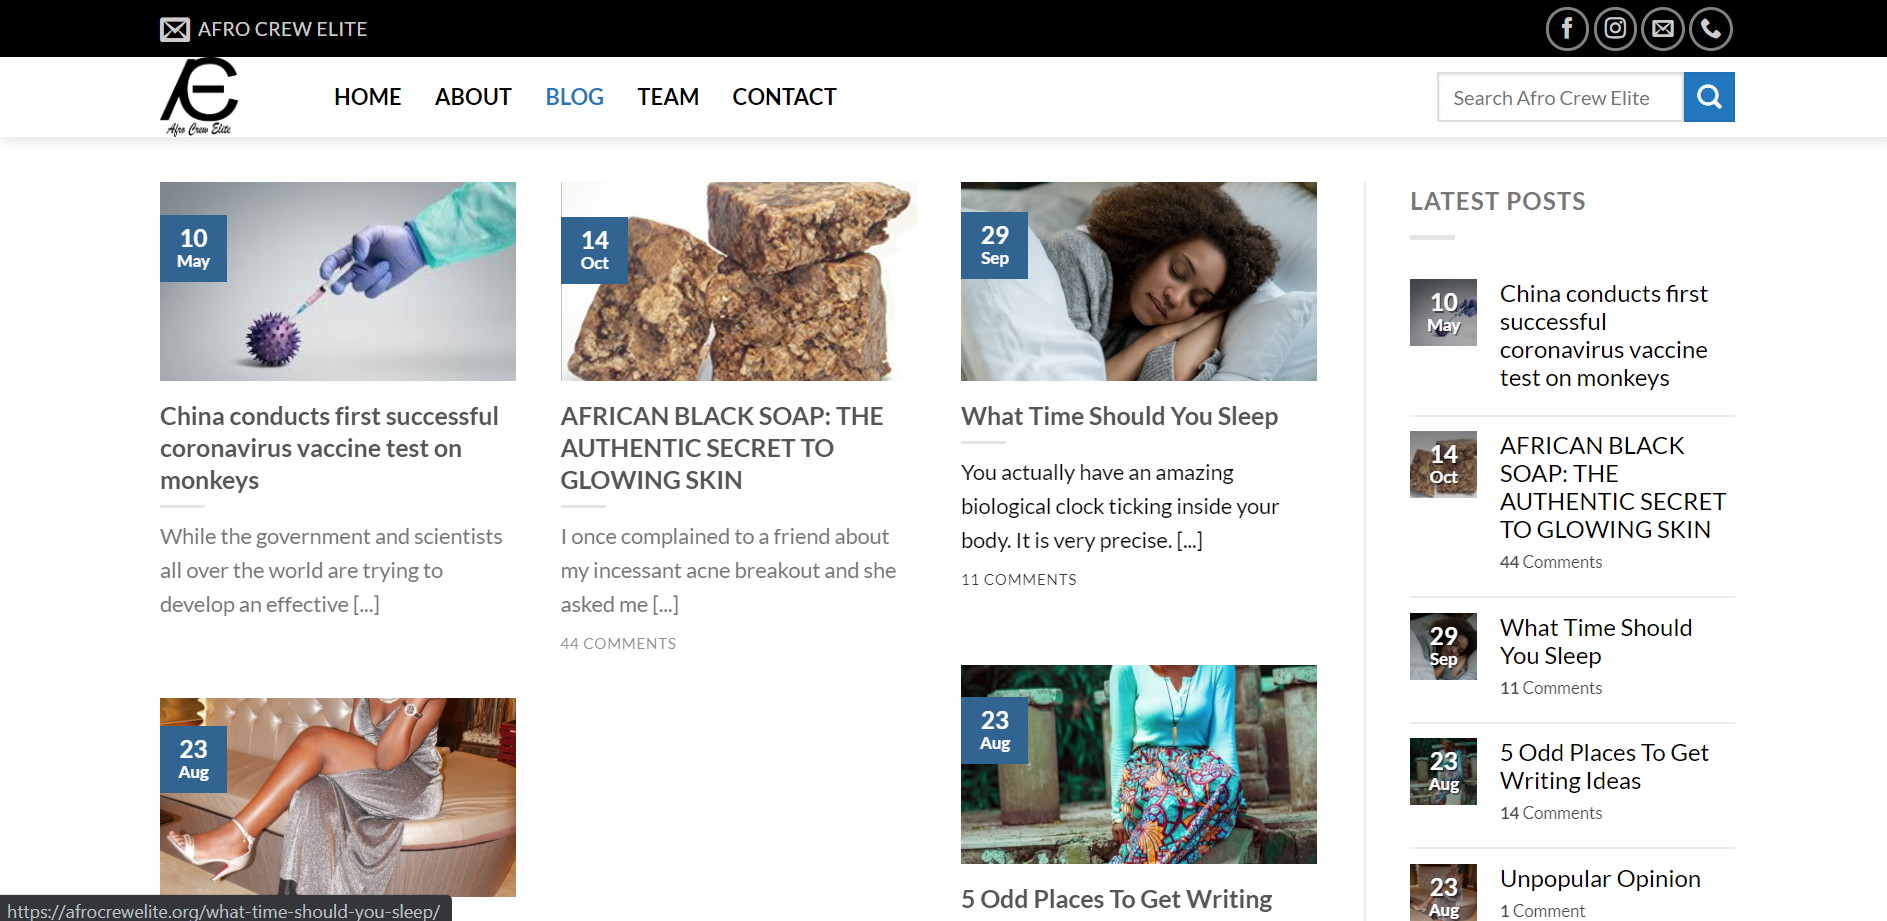 AFRO CREW ELITE
Æ
Afro Crew Elite
HOME ABOUT BLOG TEAM CONTACT
Search Afro Crew Elite
10
May
China conducts first successful
coronavirus vaccine test on
monkeys
While the government and scientists
all over the world are trying to
develop an effective [...]
14
Oct
AFRICAN BLACK SOAP: THE
AUTHENTIC SECRET TO
GLOWING SKIN
I once complained to a friend about
my incessant acne breakout and she
asked me [...]
44 COMMENTS
29
Sep
What Time Should You Sleep
You actually have an amazing
biological clock ticking inside your
body. It is very precise. [...]
11 COMMENTS
23
Aug
23
Aug
5 Odd Places To Get Writing
LATEST POSTS
10
May
China conducts first
successful
coronavirus vaccine
test on monkeys
14
Oct
AFRICAN BLACK
SOAP: THE
AUTHENTIC SECRET
TO GLOWING SKIN
44 Comments
29
Sep
What Time Should
You Sleep
11 Comments
23
Aug
5 Odd Places To Get
Writing Ideas
14 Comments
23
Aug
Unpopular Opinion
1 Comment
https://afrocrewelite.org/what-time-should-you-sleep/